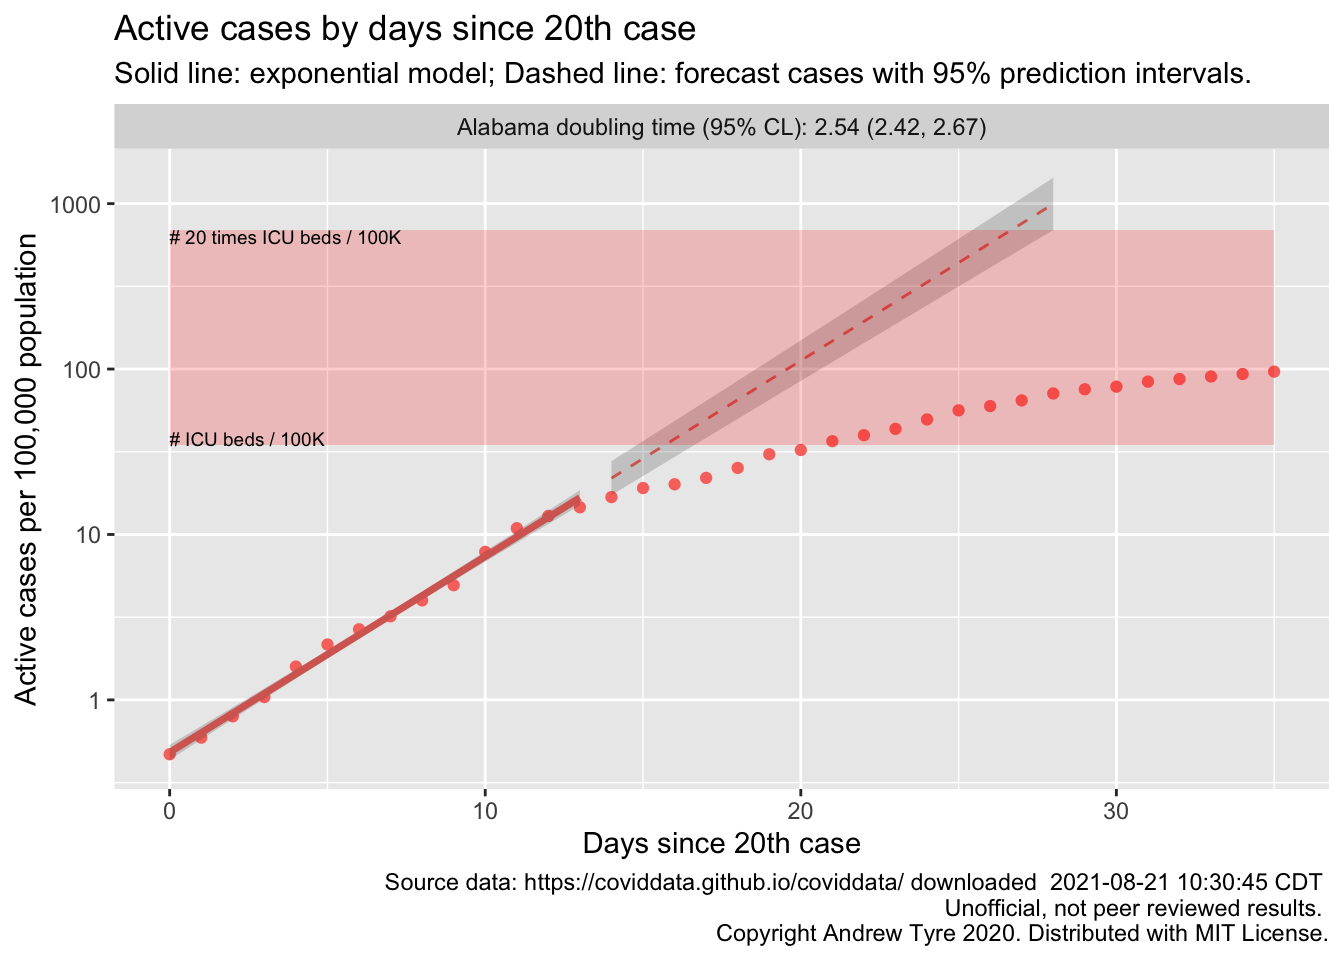 Active cases by days since 20th case
Solid line: exponential model; Dashed line: forecast cases with 95% prediction intervals.
Alabama doubling time (95% CL): 2.54 (2.42, 2.67)
Active cases per 100,000 population
1000
100
10
1
# 20 times ICU beds / 100K
# ICU beds / 100K
0
10
20
30
Days since 20th case
Source data: https://coviddata.github.io/coviddata/ downloaded  2021-08-21 10:30:45 CDT
Unofficial, not peer reviewed results.
Copyright Andrew Tyre 2020. Distributed with MIT License.